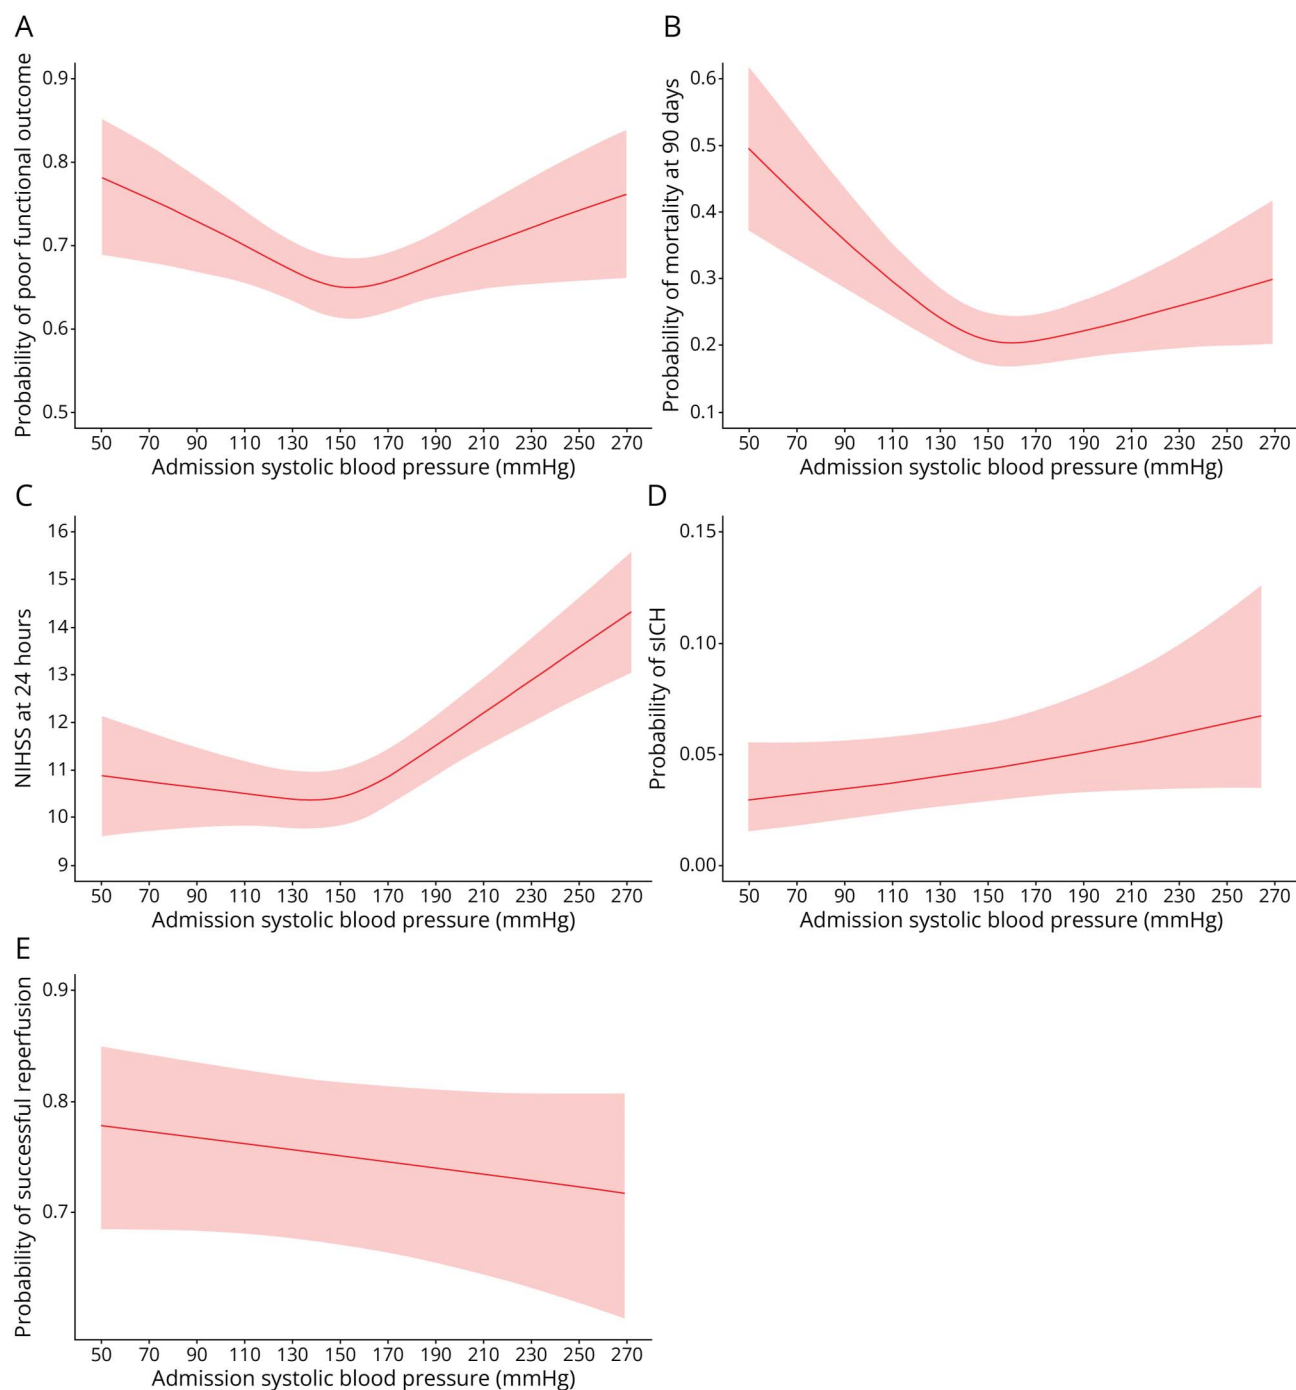 A
Probability of poor functional outcome
0.9
0.8
0.7
0.6
0.5
50 70 90 110 130 150 170 190 210 230 250 270
Admission systolic blood pressure (mmHg)
B
Probability of mortality at 90 days
0.6
0.5
0.4
0.3
0.2
0.1
50 70 90 110 130 150 170 190 210 230 250 270
Admission systolic blood pressure (mmHg)
C
NIHSS at 24 hours
16
15
14
13
12
11
10
9
50 70 90 110 130 150 170 190 210 230 250 270
Admission systolic blood pressure (mmHg)
D
Probability of sICH
0.15
0.10
0.05
0.00
50 70 90 110 130 150 170 190 210 230 250 270
Admission systolic blood pressure (mmHg)
E
Probability of successful reperfusion
0.9
0.8
0.7
50 70 90 110 130 150 170 190 210 230 250 270
Admission systolic blood pressure (mmHg)